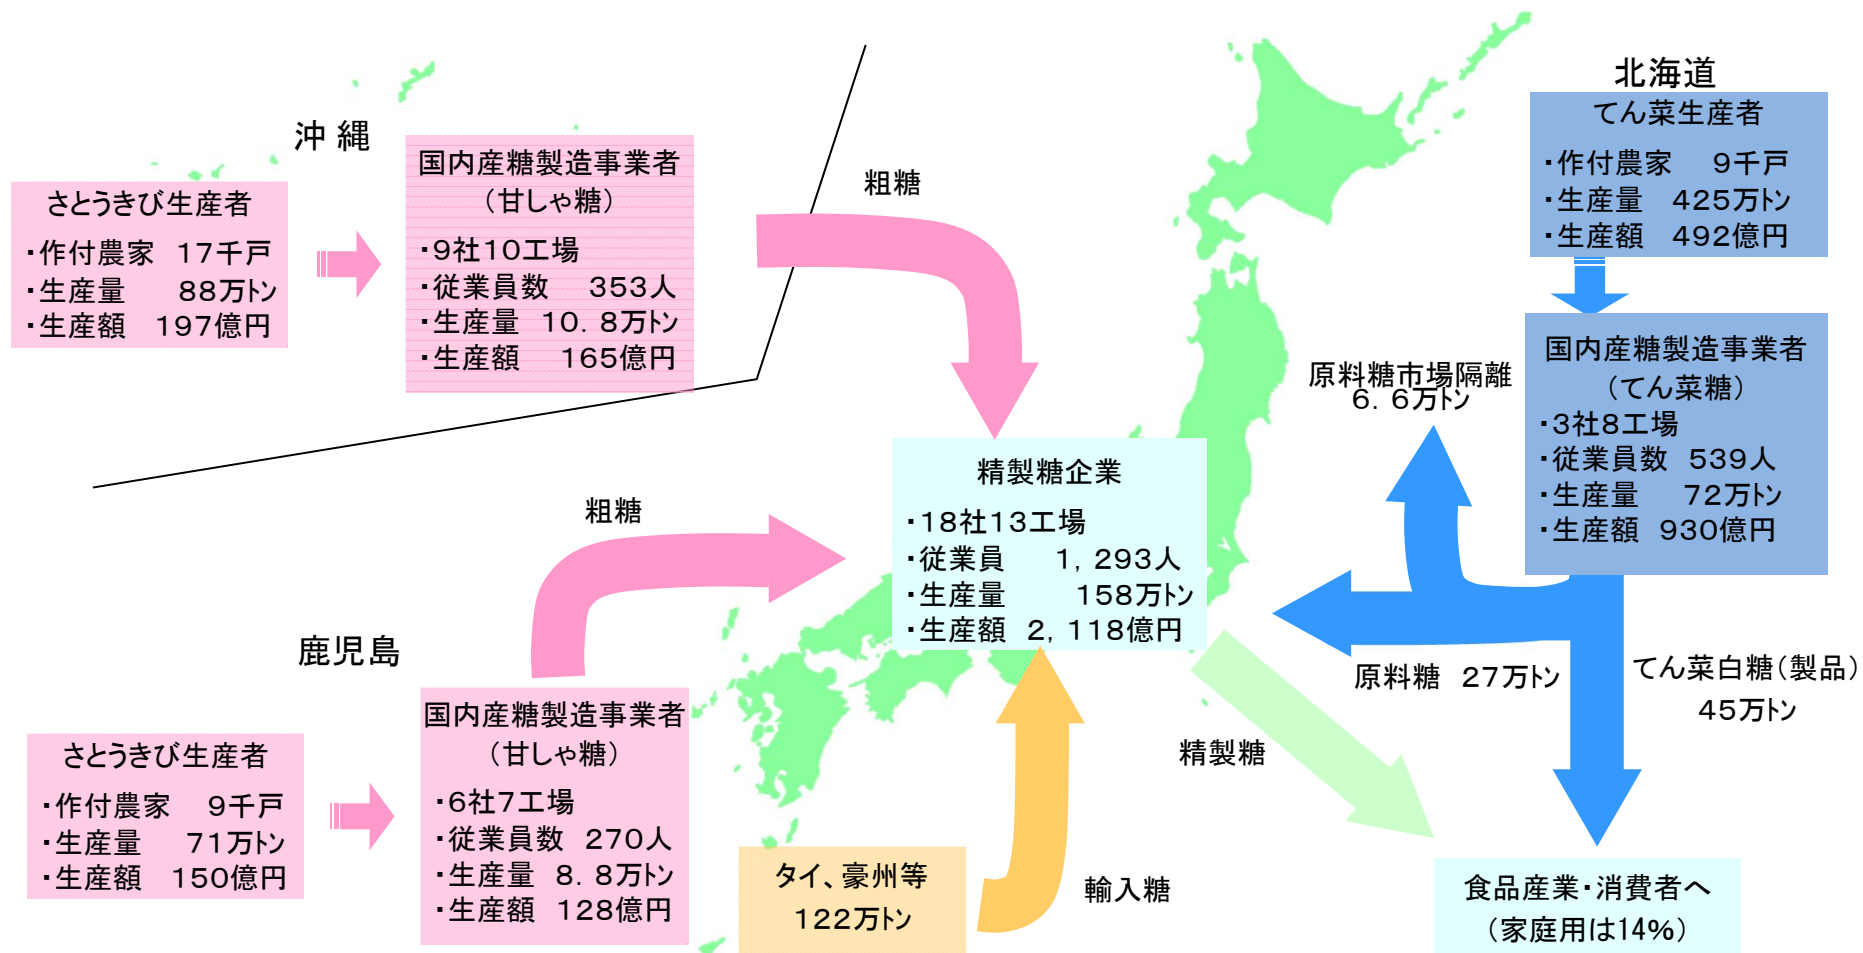 沖 縄
さとうきび生産者
・作付農家 17千戸
・生産量 88万トン
・生産額 197億円
国内産糖製造事業者
（甘しゃ糖）
・9社10工場
・従業員数 353人
・生産量 10．8万トン
・生産額 165億円
粗糖
北海道
てん菜生産者
・作付農家 9千戸
・生産量 425万トン
・生産額 492億円
国内産糖製造事業者
（てん菜糖）
・3社8工場
・従業員数 539人
・生産量 72万トン
・生産額 930億円
原料糖市場隔離
6．6万トン
精製糖企業
・18社13工場
・従業員 1，293人
・生産量 158万トン
・生産額 2，118億円
粗糖
鹿児島
さとうきび生産者
・作付農家 9千戸
・生産量 71万トン
・生産額 150億円
国内産糖製造事業者
（甘しゃ糖）
・6社7工場
・従業員数 270人
・生産量 8．8万トン
・生産額 128億円
原料糖 27万トン
てん菜白糖（製品）
45万トン
精製糖
タイ、豪州等
122万トン
輸入糖
食品産業・消費者へ
（家庭用は14%）